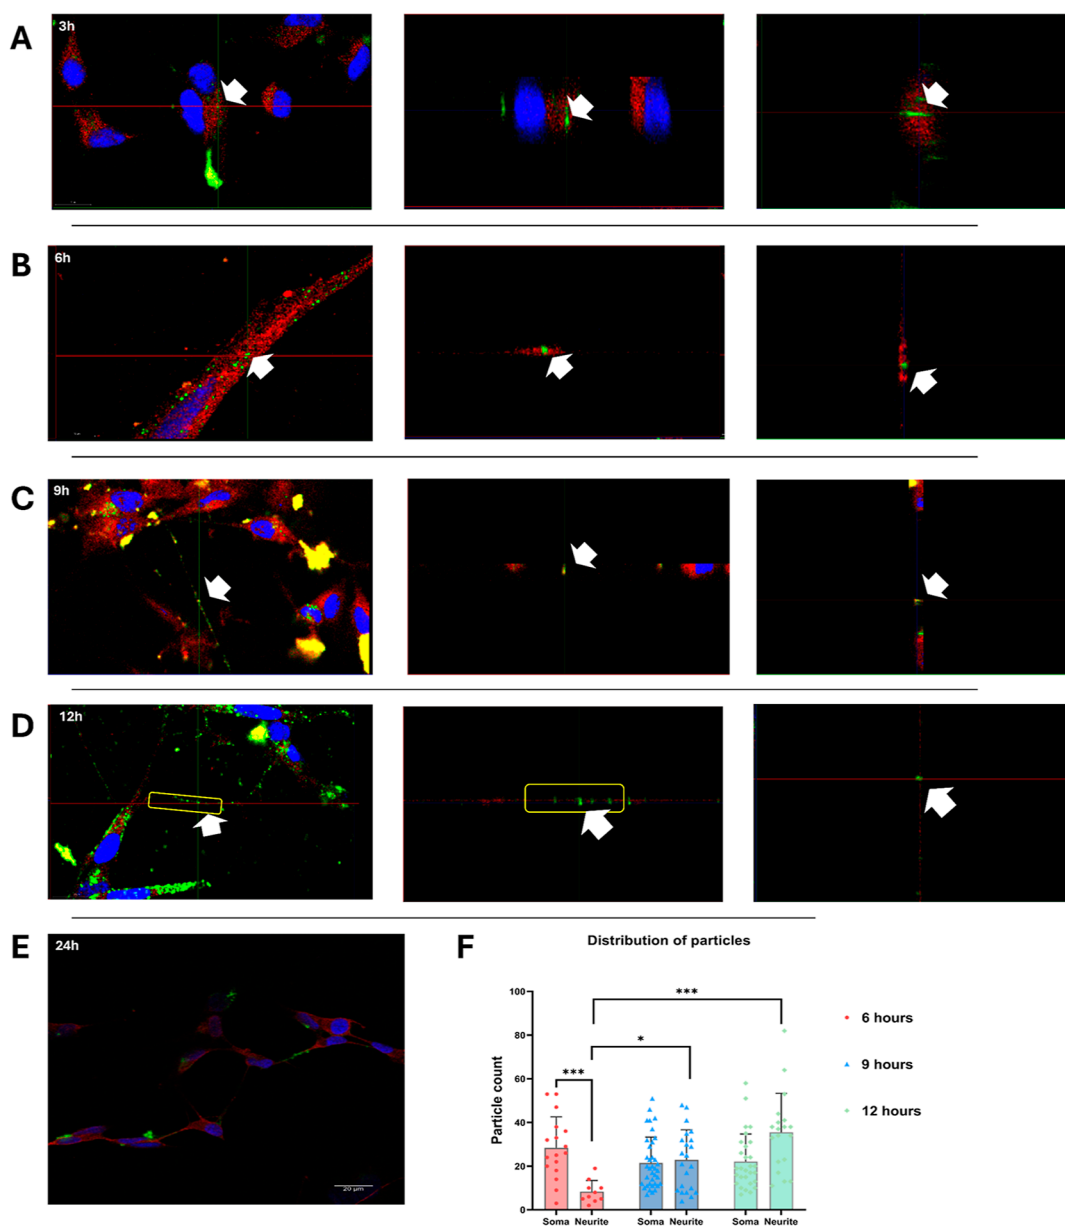 A
3h
B
6h
C
9h
D
12h
E
24h
20 µm
F
Distribution of particles
Particle count
100
80
60
40
20
0
***
*
***
Soma Neurite
Soma Neurite
Soma Neurite
6 hours
9 hours
12 hours